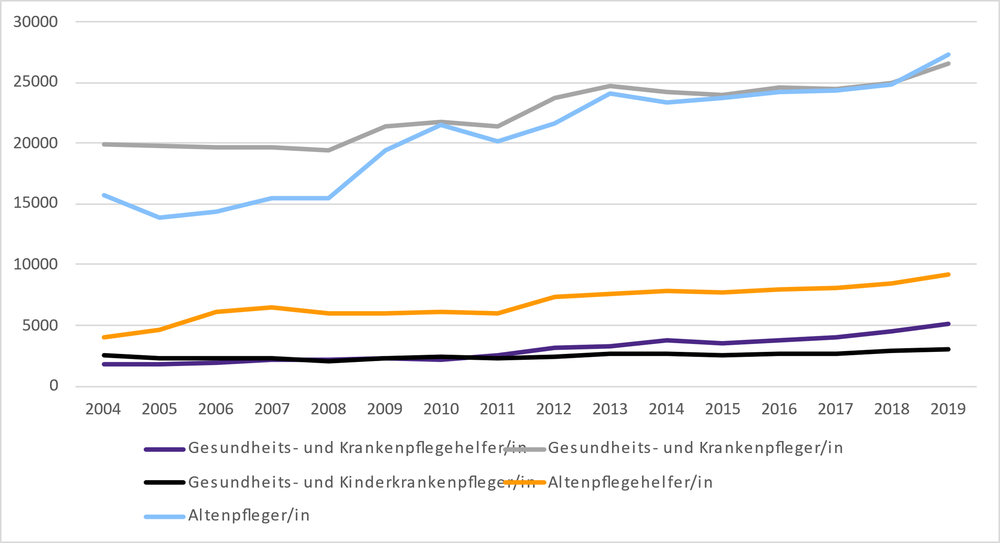 30000
25000
20000
15000
10000
5000
0
2004 2005 2006 2007 2008 2009 2010 2011 2012 2013 2014 2015 2016 2017 2018 2019
Gesundheits- und Krankenpflegehelfer/in Gesundheits- und Krankenpfleger/in
Gesundheits- und Kinderkrankenpfleger/in Altenpflegehelfer/in
Altenpfleger/in